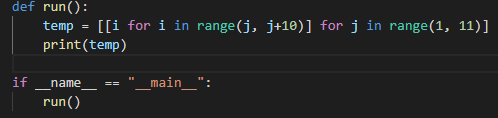 def run():
    temp = [[i for i in range(j, j+10)] for j in range(1, 11)]
    print(temp)

if __name__ == "__main__":
    run()